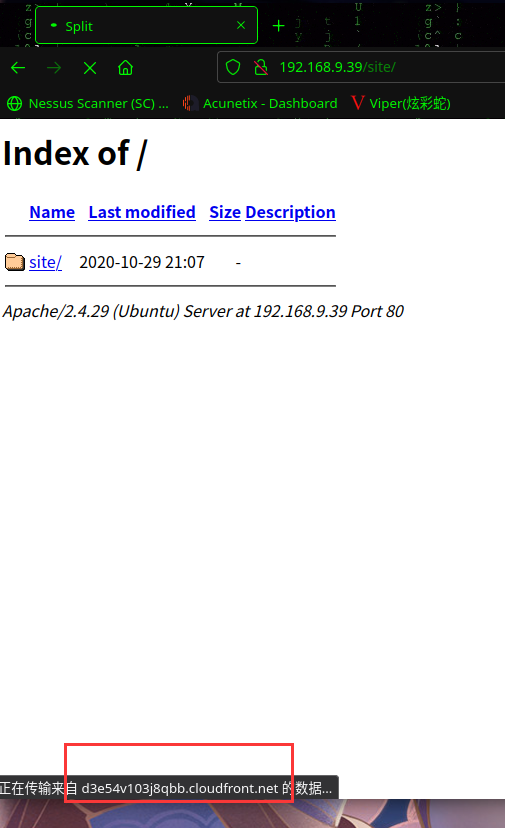 Split
192.168.9.39/site/
Nessus Scanner (SC) ... Acunetix - Dashboard Viper(炫彩蛇)
Index of /
Name Last modified Size Description
site/ 2020-10-29 21:07 -
Apache/2.4.29 (Ubuntu) Server at 192.168.9.39 Port 80
正在传输来自 d3e54v103j8qbb.cloudfront.net 的数据...